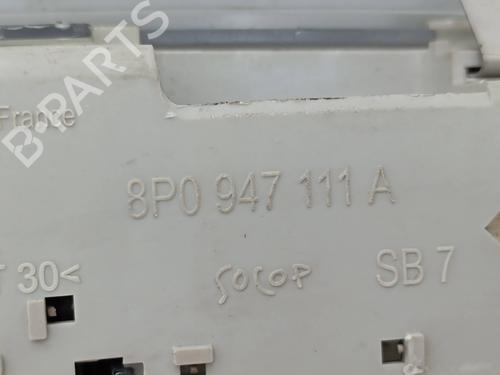 B-PARTS
France
8P0 947 111 A
T 30<
SOCOP
SB 7